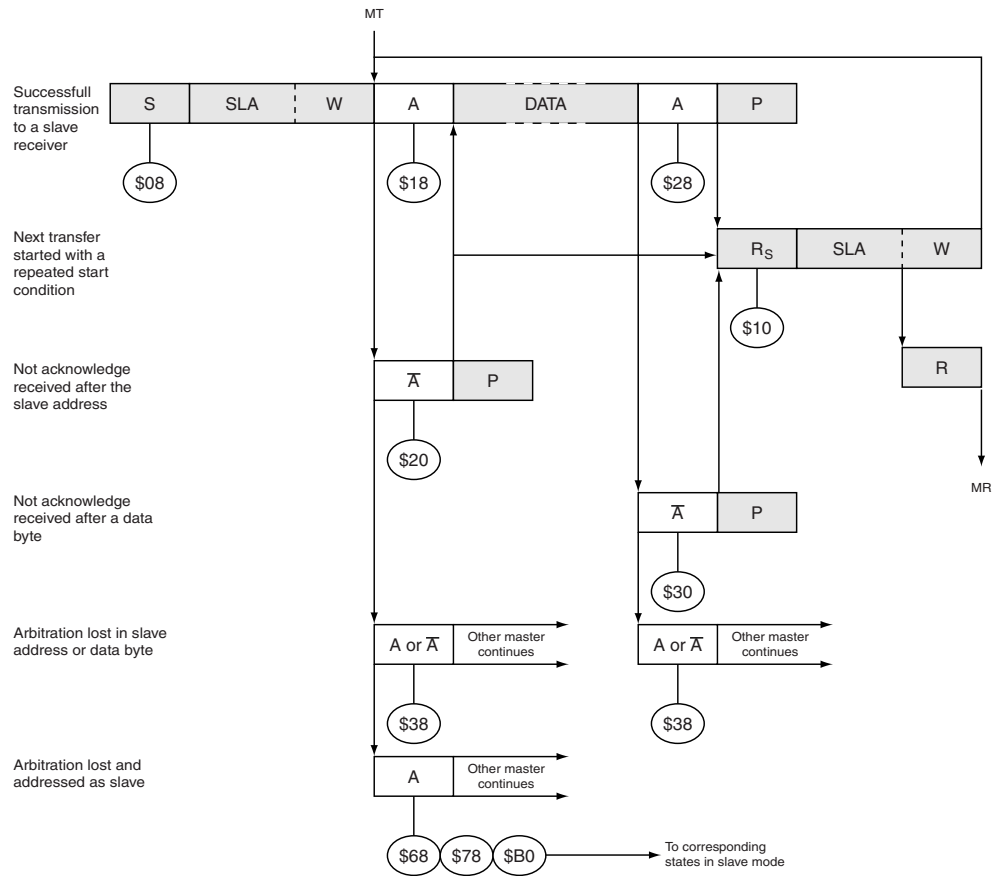 MT
Successfull
transmission
to a slave
receiver
S SLA W A DATA A P
$08 $18 $28
Next transfer
started with a
repeated start
condition
RS SLA W
$10
Not acknowledge
received after the
slave address
A̅ P
R
$20
MR
Not acknowledge
received after a data
byte
A̅ P
$30
Arbitration lost in slave
address or data byte
A or A̅
Other master
continues
A or A̅
Other master
continues
$38 $38
Arbitration lost and
addressed as slave
A
Other master
continues
$68 $78 $B0
To corresponding
states in slave mode